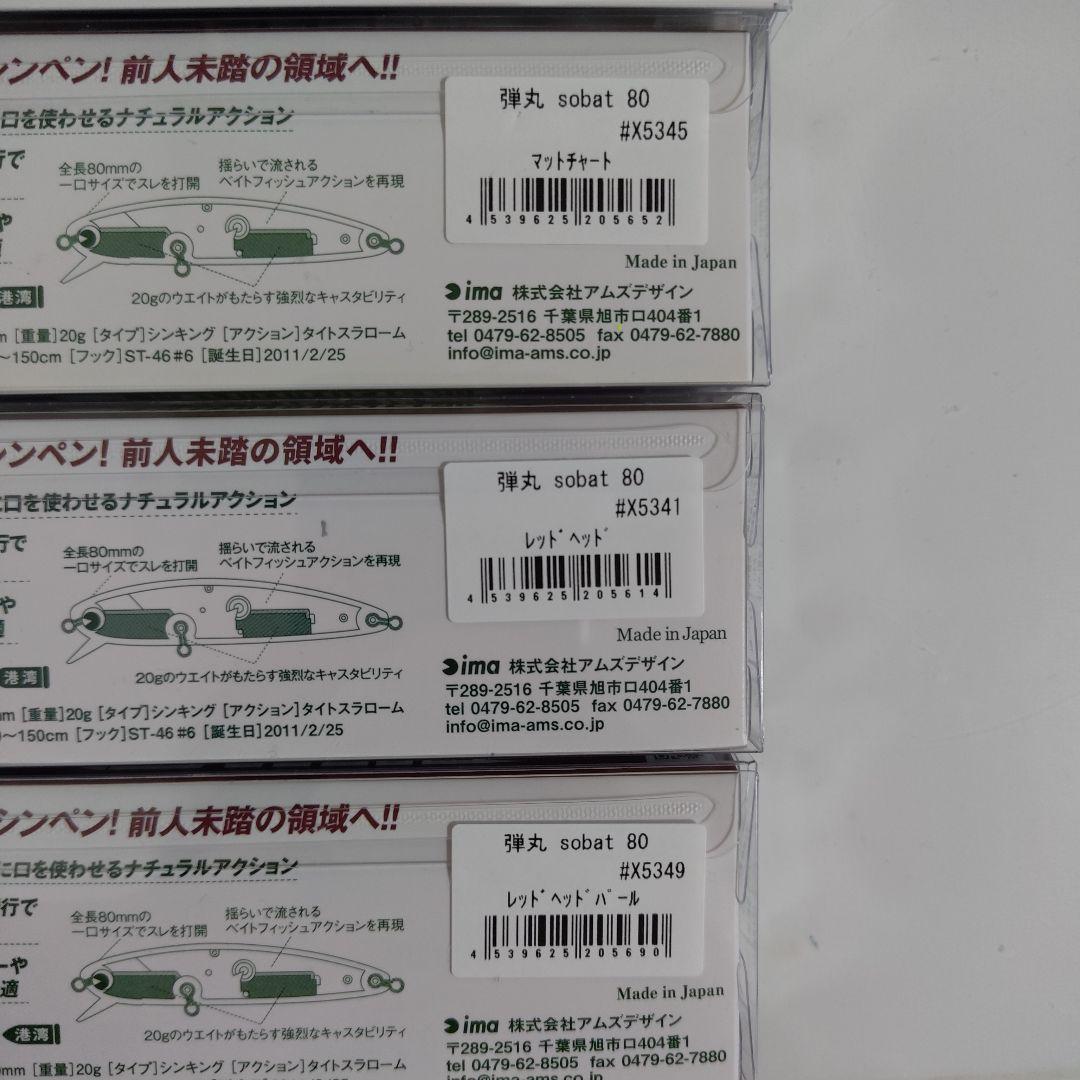 シンペン! 前人未踏の領域へ!!
口を使わせるナチュラルアクション
行で
全長80mmの
一口サイズでスレを打開
揺らいで流される
ベイトフィッシュアクションを再現
や
港湾
20gのウエイトがもたらす強烈なキャスタビリティ
[重量]20g [タイプ]シンキング [アクション]タイトスラローム
〜150cm [フック]ST-46 #6 [誕生日]2011/2/25
弾丸 sobat 80
#X5345
マットチャート
4 539625 205652
Made in Japan
ima 株式会社アムズデザイン
〒289-2516 千葉県旭市ロ404番1
tel 0479-62-8505 fax 0479-62-7880
info@ima-ams.co.jp
シンペン! 前人未踏の領域へ!!
に口を使わせるナチュラルアクション
行で
全長80mmの
一口サイズでスレを打開
揺らいで流される
ベイトフィッシュアクションを再現
や
港湾
20gのウエイトがもたらす強烈なキャスタビリティ
[重量]20g [タイプ]シンキング [アクション]タイトスラローム
〜150cm [フック]ST-46 #6 [誕生日]2011/2/25
弾丸 sobat 80
#X5341
レッドヘッド
4 539625 205614
Made in Japan
ima 株式会社アムズデザイン
〒289-2516 千葉県旭市ロ404番1
tel 0479-62-8505 fax 0479-62-7880
info@ima-ams.co.jp
シンペン! 前人未踏の領域へ!!
に口を使わせるナチュラルアクション
行で
全長80mmの
一口サイズでスレを打開
揺らいで流される
ベイトフィッシュアクションを再現
ーや
適
港湾
20gのウエイトがもたらす強烈なキャスタビリティ
mm [重量]20g [タイプ]シンキング [アクション]タイトスラローム
弾丸 sobat 80
#X5349
レッドヘッドパール
4 539625 205690
Made in Japan
ima 株式会社アムズデザイン
〒289-2516 千葉県旭市ロ404番1
tel 0479-62-8505 fax 0479-62-7880